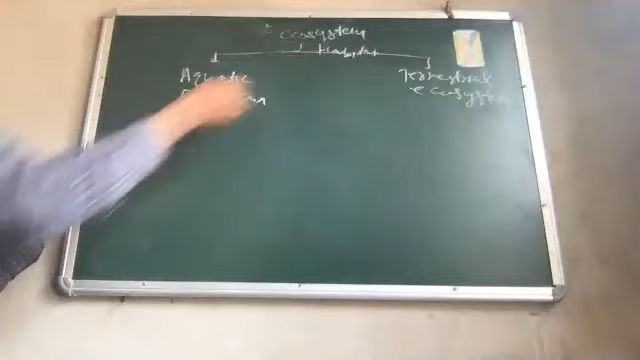 Ecosystem
Habitat
Aquatic
Terrestrial
ecosystem